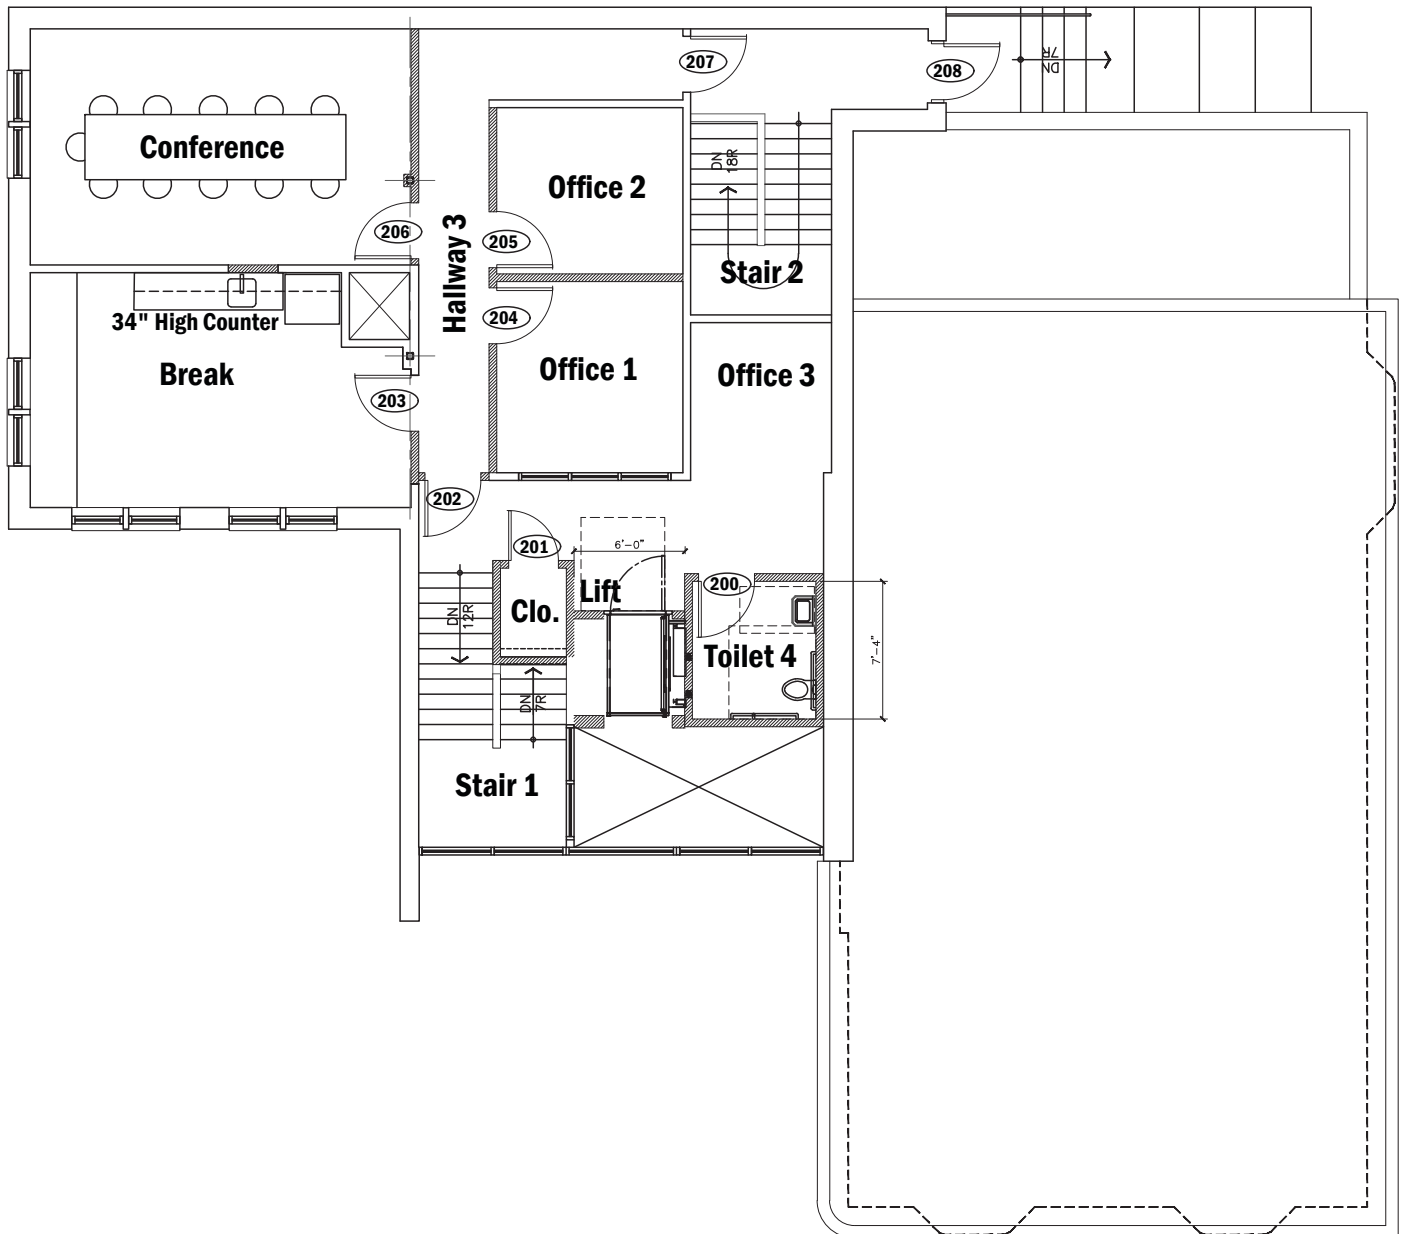 207
208
DN
7R
Conference
DN
18R
Office 2
206
205
Hallway 3
Stair 2
204
34" High Counter
Break
Office 1
Office 3
203
202
201
6'-0"
200
Lift
Clo.
DN
12R
Toilet 4
7'-4"
DN
7R
Stair 1